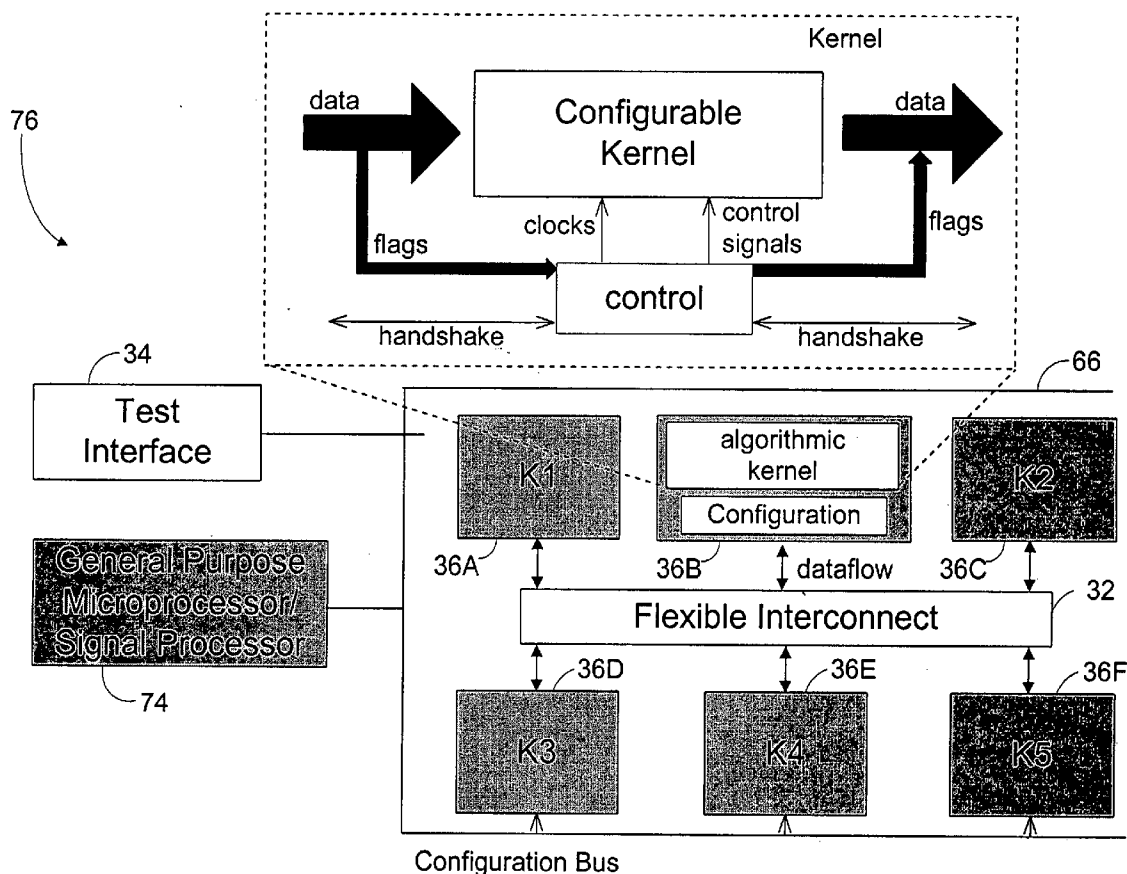 Kernel
data
Configurable
Kernel
data
76
clocks
control
signals
flags
flags
control
handshake
handshake
34
66
Test
Interface
K1
algorithmic
kernel
Configuration
K2
General Purpose
Microprocessor/
Signal Processor
36A
36B
dataflow
36C
32
Flexible Interconnect
74
36D
36E
36F
K3
K4
K5
Configuration Bus